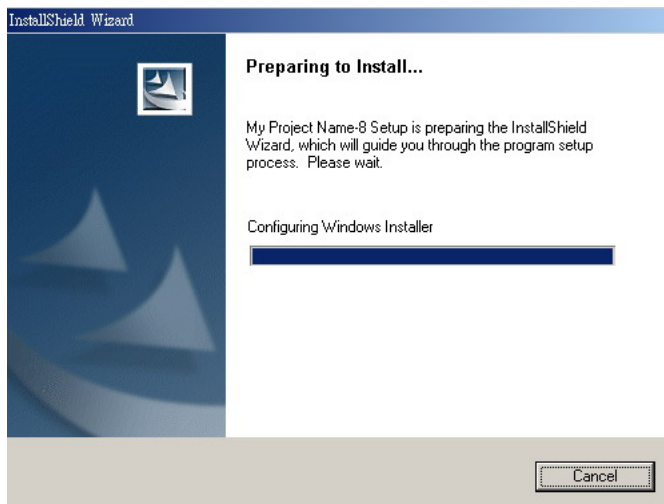 InstallShield Wizard
Preparing to Install...
My Project Name-8 Setup is preparing the InstallShield
Wizard, which will guide you through the program setup
process.  Please wait.
Configuring Windows Installer
Cancel